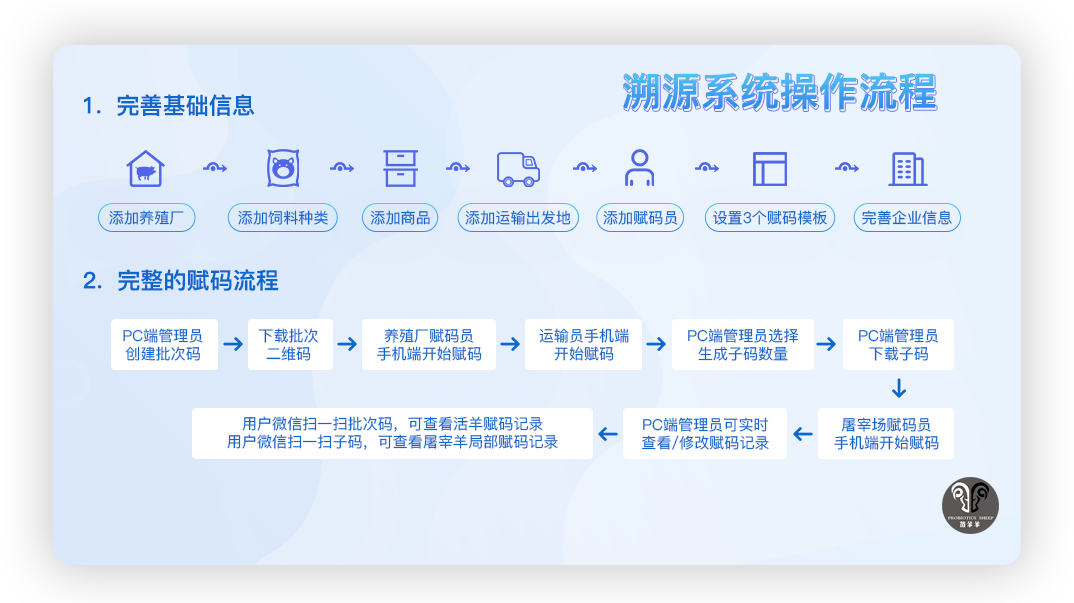 溯源系统操作流程
1. 完善基础信息
添加养殖厂
添加饲料种类
添加商品
添加运输出发地
添加赋码员
设置3个赋码模板
完善企业信息
2. 完整的赋码流程
PC端管理员
创建批次码
下载批次
二维码
养殖厂赋码员
手机端开始赋码
运输员手机端
开始赋码
PC端管理员选择
生成子码数量
PC端管理员
下载子码
屠宰场赋码员
手机端开始赋码
PC端管理员可实时
查看/修改赋码记录
用户微信扫一扫批次码，可查看活羊赋码记录
用户微信扫一扫子码，可查看屠宰羊局部赋码记录
PROBIOTICS SHEEP